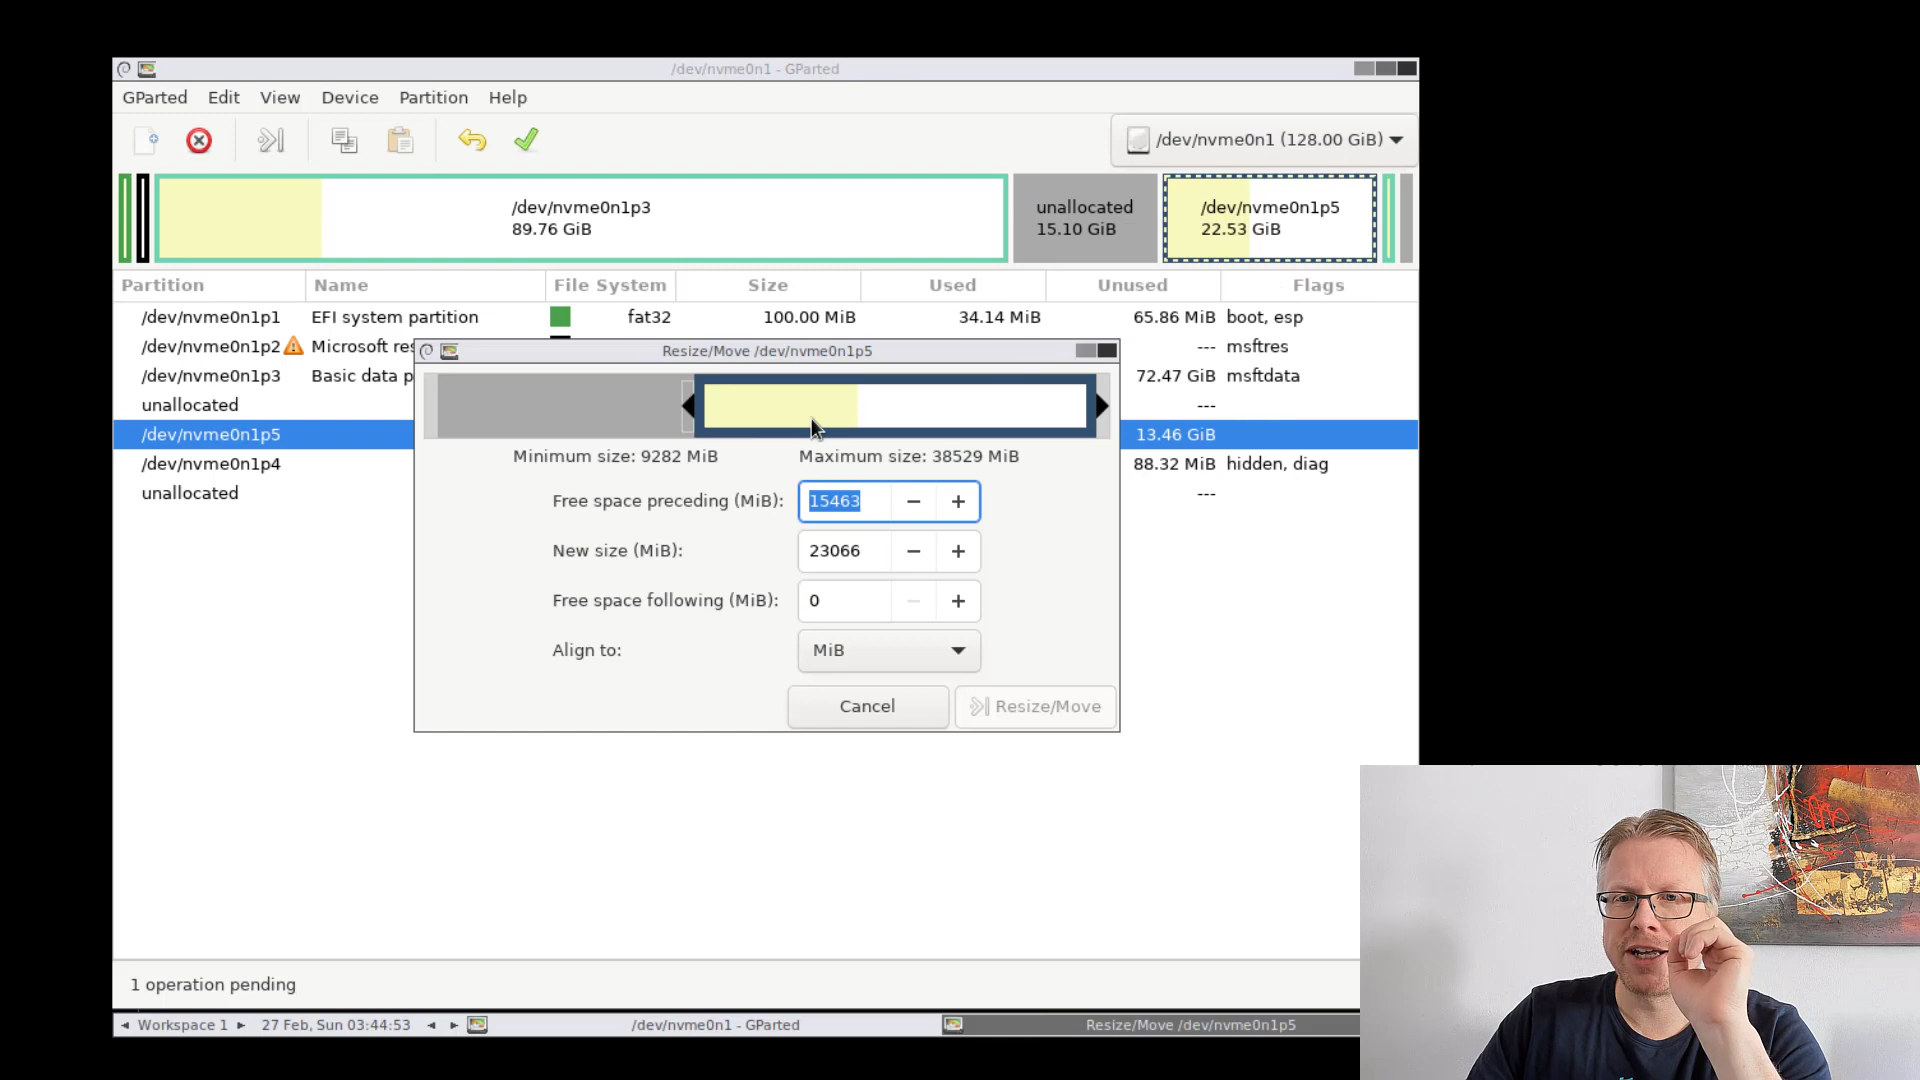 /dev/nvme0n1 - GParted
GParted Edit View Device Partition Help
/dev/nvme0n1 (128.00 GiB)
/dev/nvme0n1p3
89.76 GiB
unallocated
15.10 GiB
/dev/nvme0n1p5
22.53 GiB
Partition Name File System Size Used Unused Flags
/dev/nvme0n1p1 EFI system partition fat32 100.00 MiB 34.14 MiB 65.86 MiB boot, esp
/dev/nvme0n1p2 Microsoft res --- msftres
/dev/nvme0n1p3 Basic data p 72.47 GiB msftdata
unallocated ---
/dev/nvme0n1p5 13.46 GiB
/dev/nvme0n1p4 88.32 MiB hidden, diag
unallocated ---
Resize/Move /dev/nvme0n1p5
Minimum size: 9282 MiB Maximum size: 38529 MiB
Free space preceding (MiB): 15463
New size (MiB): 23066
Free space following (MiB): 0
Align to: MiB
Cancel Resize/Move
1 operation pending
Workspace 1 27 Feb, Sun 03:44:53 /dev/nvme0n1 - GParted Resize/Move /dev/nvme0n1p5